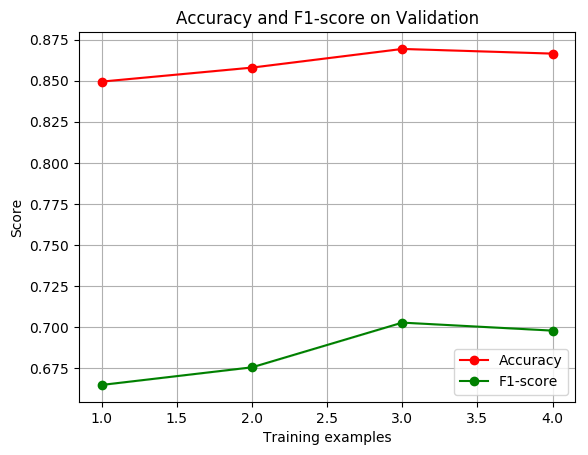 Accuracy and F1-score on Validation
Score
0.875
0.850
0.825
0.800
0.775
0.750
0.725
0.700
0.675
1.0 1.5 2.0 2.5 3.0 3.5 4.0
Training examples
Accuracy
F1-score